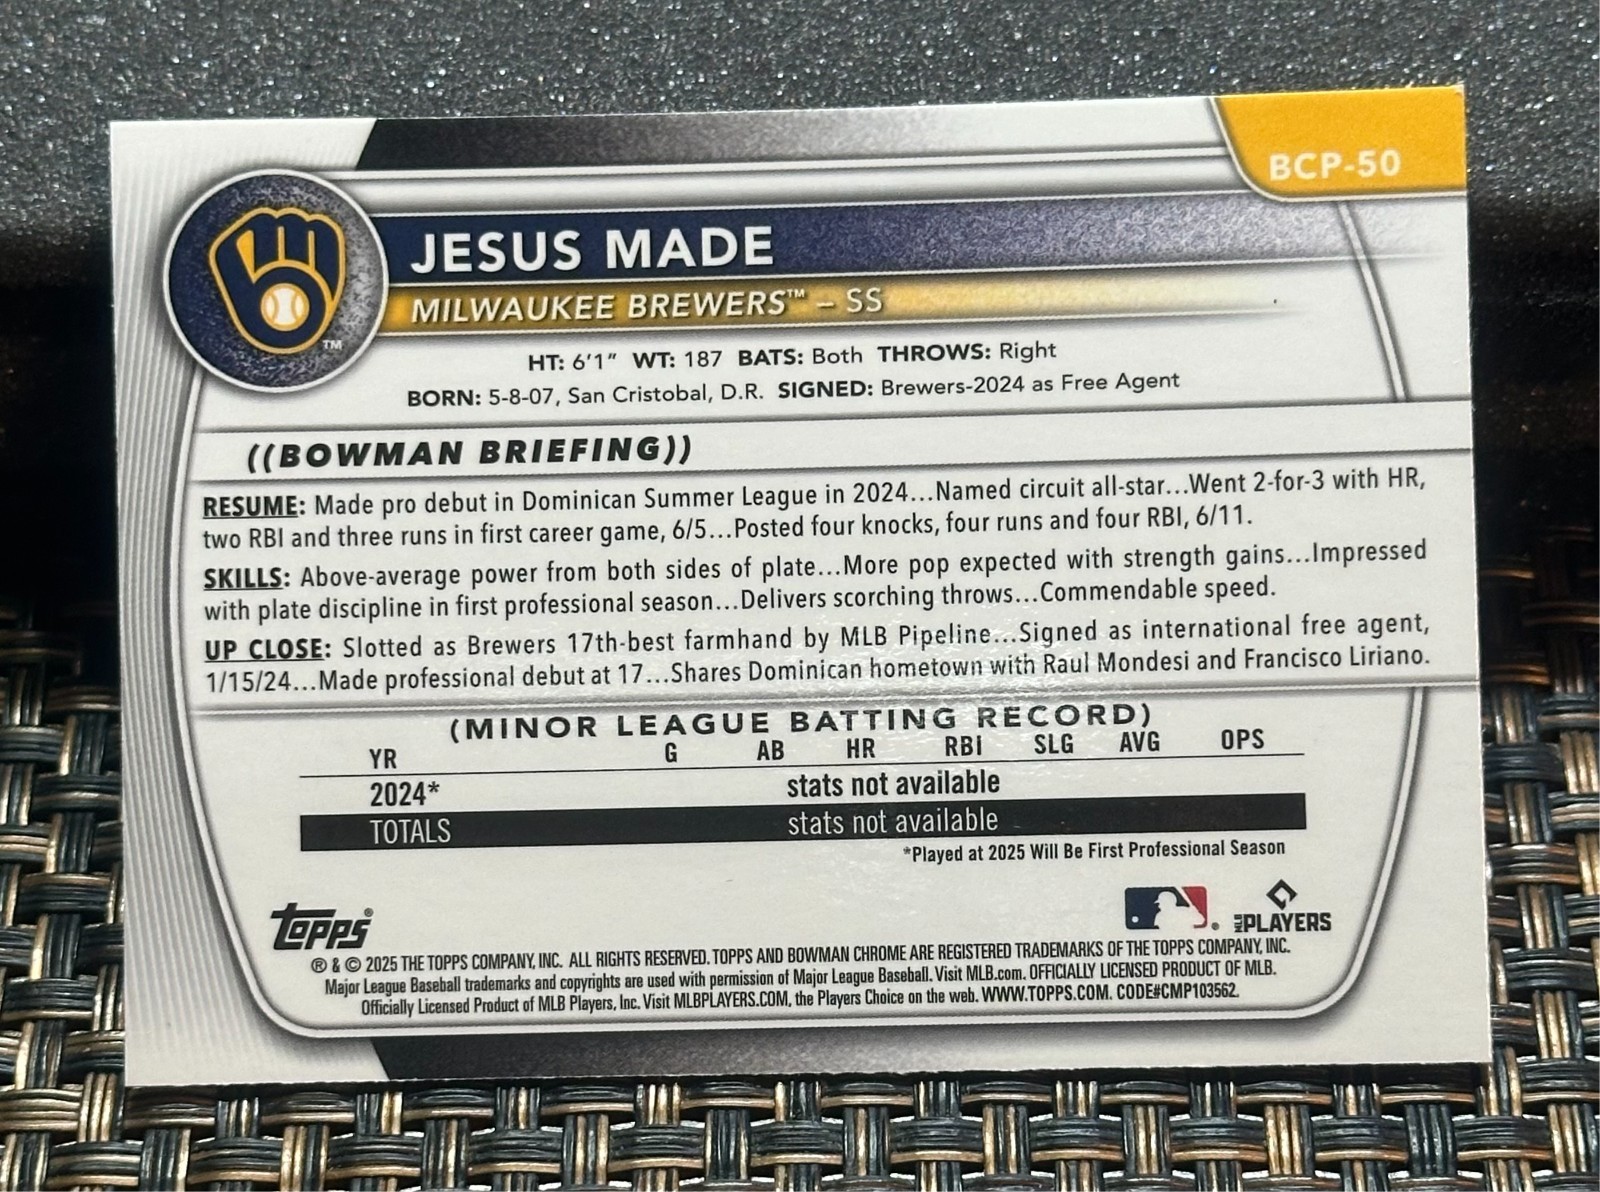 BCP-50
JESUS MADE
MILWAUKEE BREWERS™ – SS
TM
HT: 6'1" WT: 187 BATS: Both THROWS: Right
BORN: 5-8-07, San Cristobal, D.R. SIGNED: Brewers-2024 as Free Agent
((BOWMAN BRIEFING))
RESUME: Made pro debut in Dominican Summer League in 2024...Named circuit all-star...Went 2-for-3 with HR,
two RBI and three runs in first career game, 6/5...Posted four knocks, four runs and four RBI, 6/11.
SKILLS: Above-average power from both sides of plate...More pop expected with strength gains...Impressed
with plate discipline in first professional season...Delivers scorching throws...Commendable speed.
UP CLOSE: Slotted as Brewers 17th-best farmhand by MLB Pipeline...Signed as international free agent,
1/15/24...Made professional debut at 17...Shares Dominican hometown with Raul Mondesi and Francisco Liriano.
(MINOR LEAGUE BATTING RECORD)
YR G AB HR RBI SLG AVG OPS
2024* stats not available
TOTALS stats not available
*Played at 2025 Will Be First Professional Season
Topps®
MLB PLAYERS
® & © 2025 THE TOPPS COMPANY, INC. ALL RIGHTS RESERVED. TOPPS AND BOWMAN CHROME ARE REGISTERED TRADEMARKS OF THE TOPPS COMPANY, INC.
Major League Baseball trademarks and copyrights are used with permission of Major League Baseball. Visit MLB.com. OFFICIALLY LICENSED PRODUCT OF MLB.
Officially Licensed Product of MLB Players, Inc. Visit MLBPLAYERS.COM, the Players Choice on the web. WWW.TOPPS.COM. CODE#CMP103562.